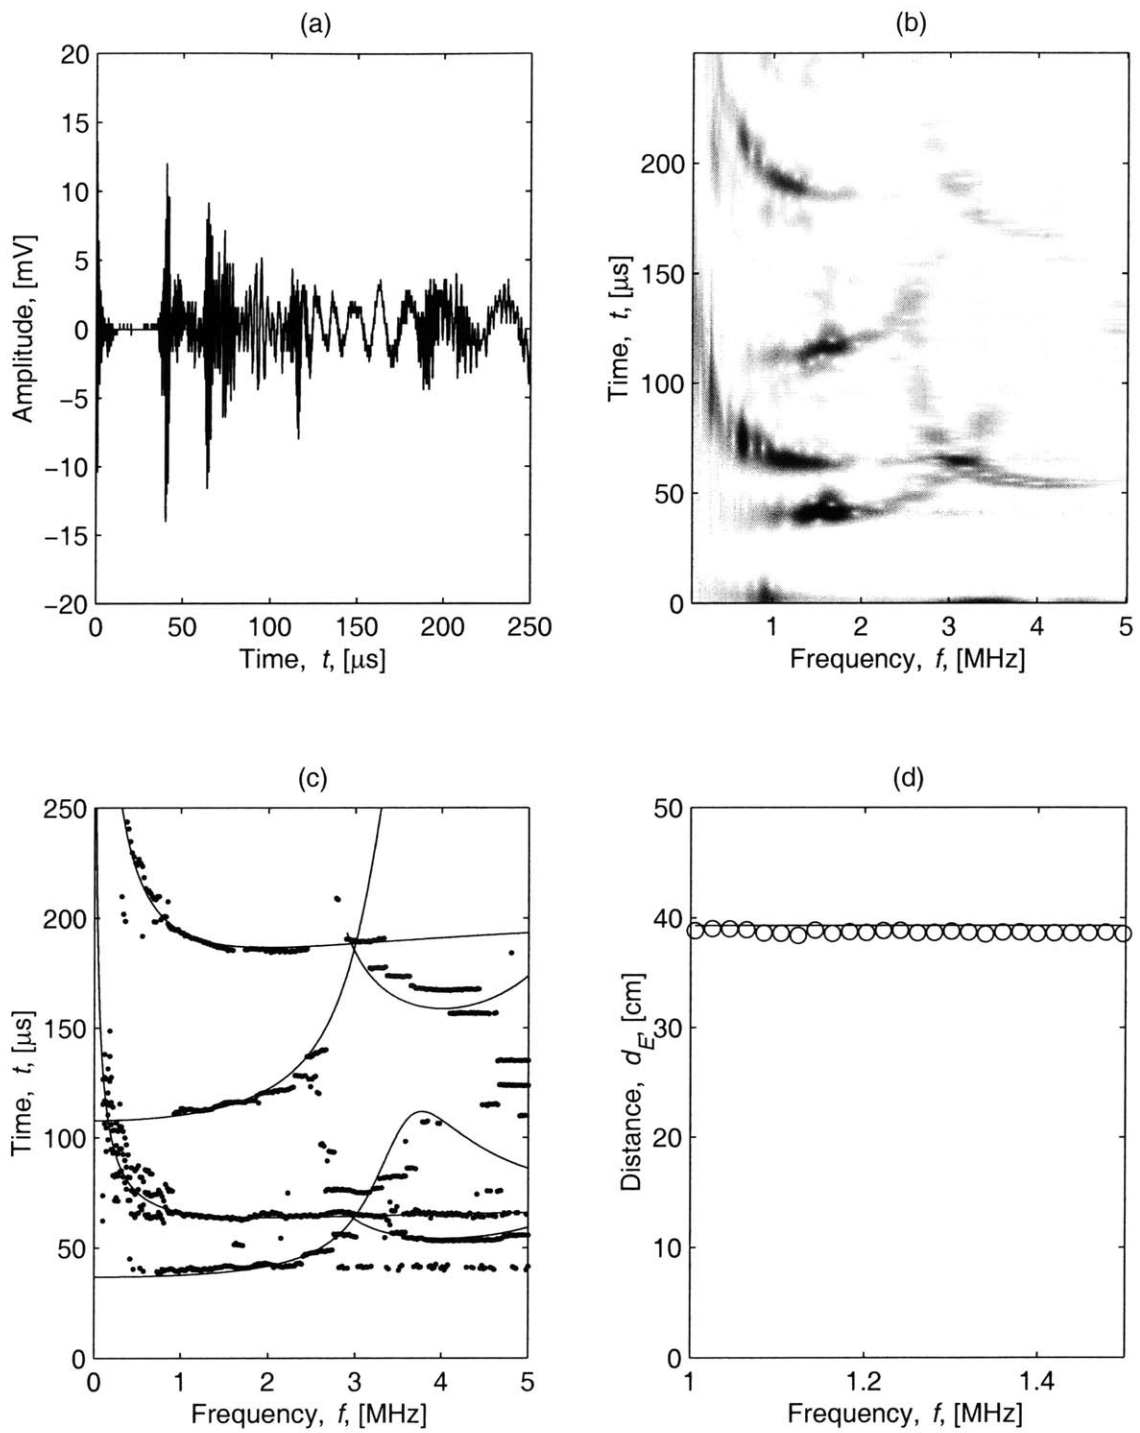 (a)
20
15
10
5
0
−5
−10
−15
−20
Amplitude, [mV]
0 50 100 150 200 250
Time, t, [μs]
(b)
200
150
100
50
0
Time, t, [μs]
1 2 3 4 5
Frequency, f, [MHz]
(c)
250
200
150
100
50
0
Time, t, [μs]
0 1 2 3 4 5
Frequency, f, [MHz]
(d)
50
40
30
20
10
0
Distance, d_E, [cm]
1 1.2 1.4
Frequency, f, [MHz]